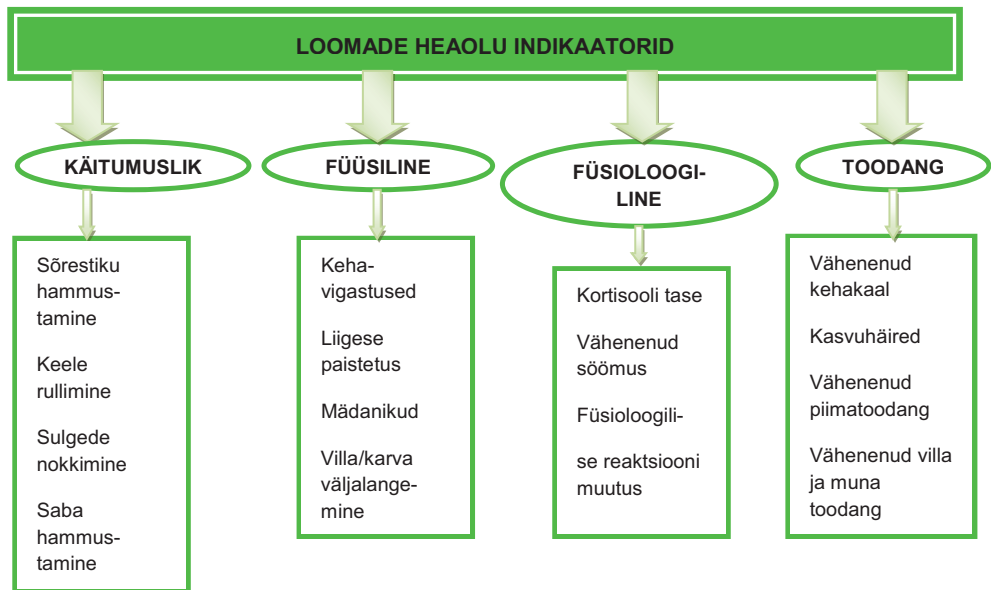 LOOMADE HEAOLU INDIKAATORID
KÄITUMUSLIK
Sõrestiku
hammus-
tamine
Keele
rullimine
Sulgede
nokkimine
Saba
hammus-
tamine
FÜÜSILINE
Keha-
vigastused
Liigese
paistetus
Mädanikud
Villa/karva
väljalange-
mine
FÜSIOLOOGI-
LINE
Kortisooli tase
Vähenenud
söömus
Füsioloogili-
se reaktsiooni
muutus
TOODANG
Vähenenud
kehakaal
Kasvuhäired
Vähenenud
piimatoodang
Vähenenud villa
ja muna
toodang